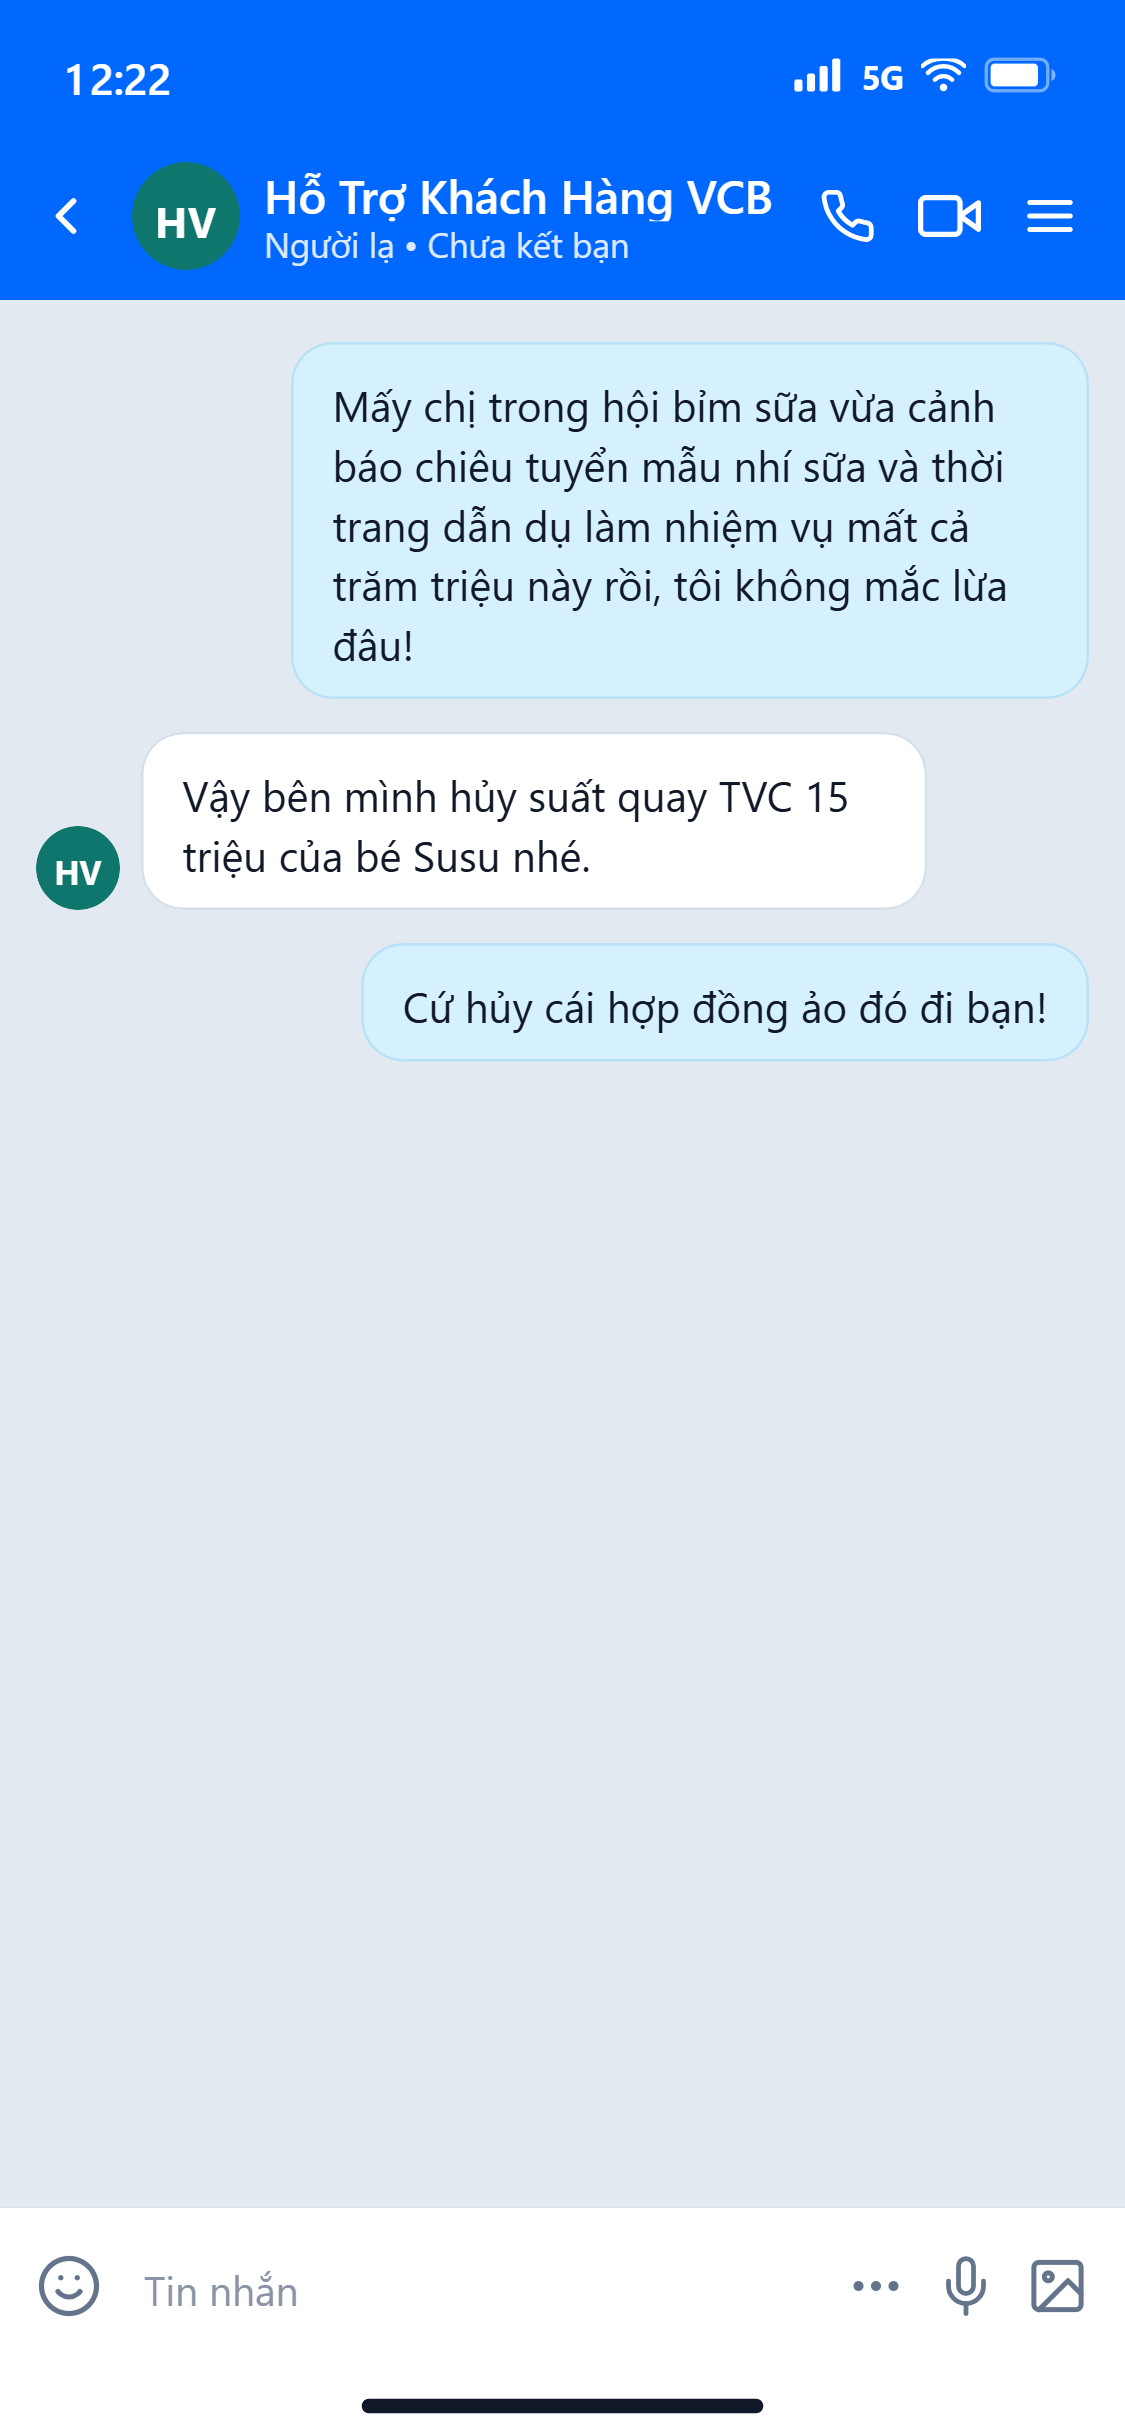 12:22
5G
HV
Hỗ Trợ Khách Hàng VCB
Người lạ • Chưa kết bạn
Mấy chị trong hội bỉm sữa vừa cảnh
báo chiêu tuyển mẫu nhí sữa và thời
trang dẫn dụ làm nhiệm vụ mất cả
trăm triệu này rồi, tôi không mắc lừa
đâu!
Vậy bên mình hủy suất quay TVC 15
triệu của bé Susu nhé.
HV
Cứ hủy cái hợp đồng ảo đó đi bạn!
Tin nhắn